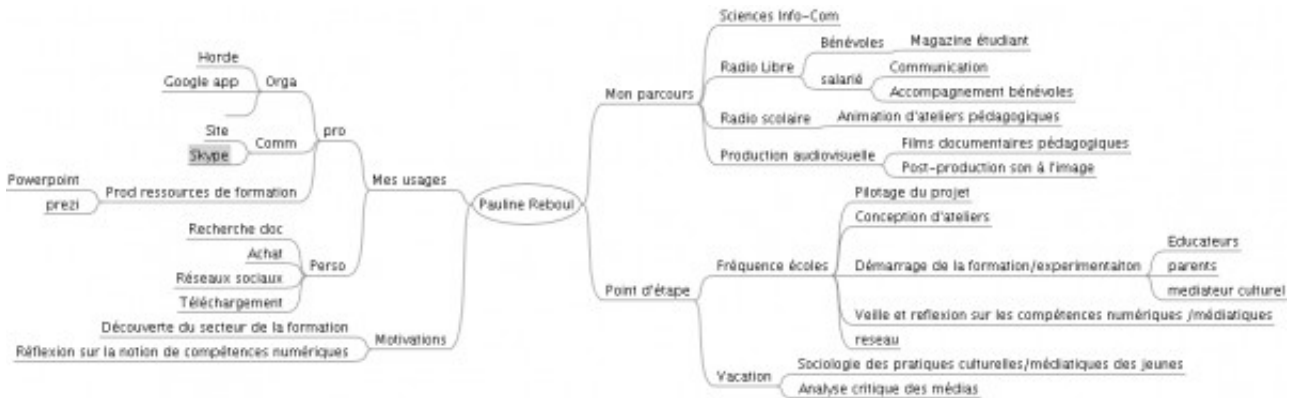 Pauline Reboul
Mon parcours
Sciences Info-Com
Radio Libre
Bénévoles
Magazine étudiant
salarié
Communication
Accompagnement bénévoles
Radio scolaire
Animation d'ateliers pédagogiques
Production audiovisuelle
Films documentaires pédagogiques
Post-production son à l'image
Point d'étape
Fréquence écoles
Pilotage du projet
Conception d'ateliers
Démarrage de la formation/experimentaiton
Educateurs
parents
mediateur culturel
Veille et reflexion sur les compétences numériques /médiatiques
reseau
Vacation
Sociologie des pratiques culturelles/médiatiques des jeunes
Analyse critique des médias
Mes usages
pro
Orga
Horde
Google app
Comm
Site
Skype
Prod ressources de formation
Powerpoint
prezi
Perso
Recherche doc
Achat
Réseaux sociaux
Téléchargement
Motivations
Découverte du secteur de la formation
Réflexion sur la notion de compétences numériques